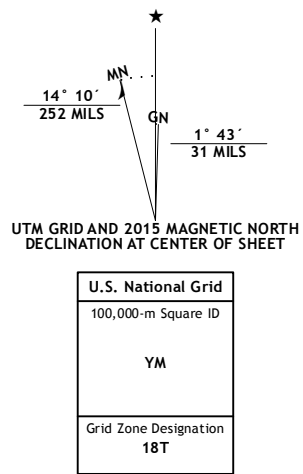 ★
MN
14° 10´
252 MILS
GN
1° 43´
31 MILS
UTM GRID AND 2015 MAGNETIC NORTH
DECLINATION AT CENTER OF SHEET
U.S. National Grid
100,000-m Square ID
YM
Grid Zone Designation
18T